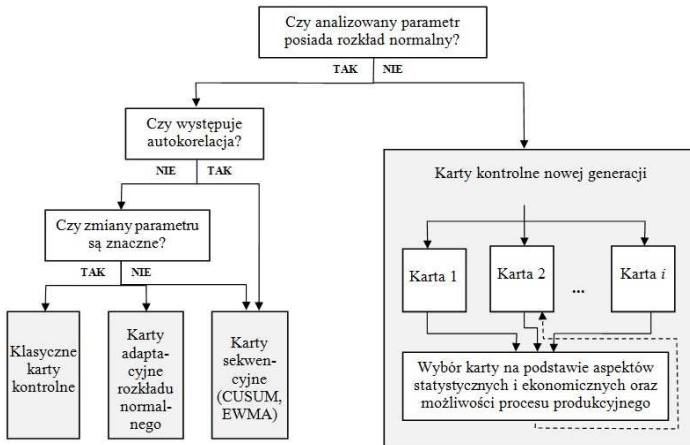 Czy analizowany parametr
posiada rozkład normalny?
TAK NIE
Czy występuje
autokorelacja?
NIE TAK
Czy zmiany parametru
są znaczne?
TAK NIE
Klasyczne
karty
kontrolne
Karty
adapta-
cyjne
rozkładu
normal-
nego
Karty
sekwen-
cyjne
(CUSUM,
EWMA)
Karty kontrolne nowej generacji
Karta 1
Karta 2
...
Karta i
Wybór karty na podstawie aspektów
statystycznych i ekonomicznych oraz
możliwości procesu produkcyjnego